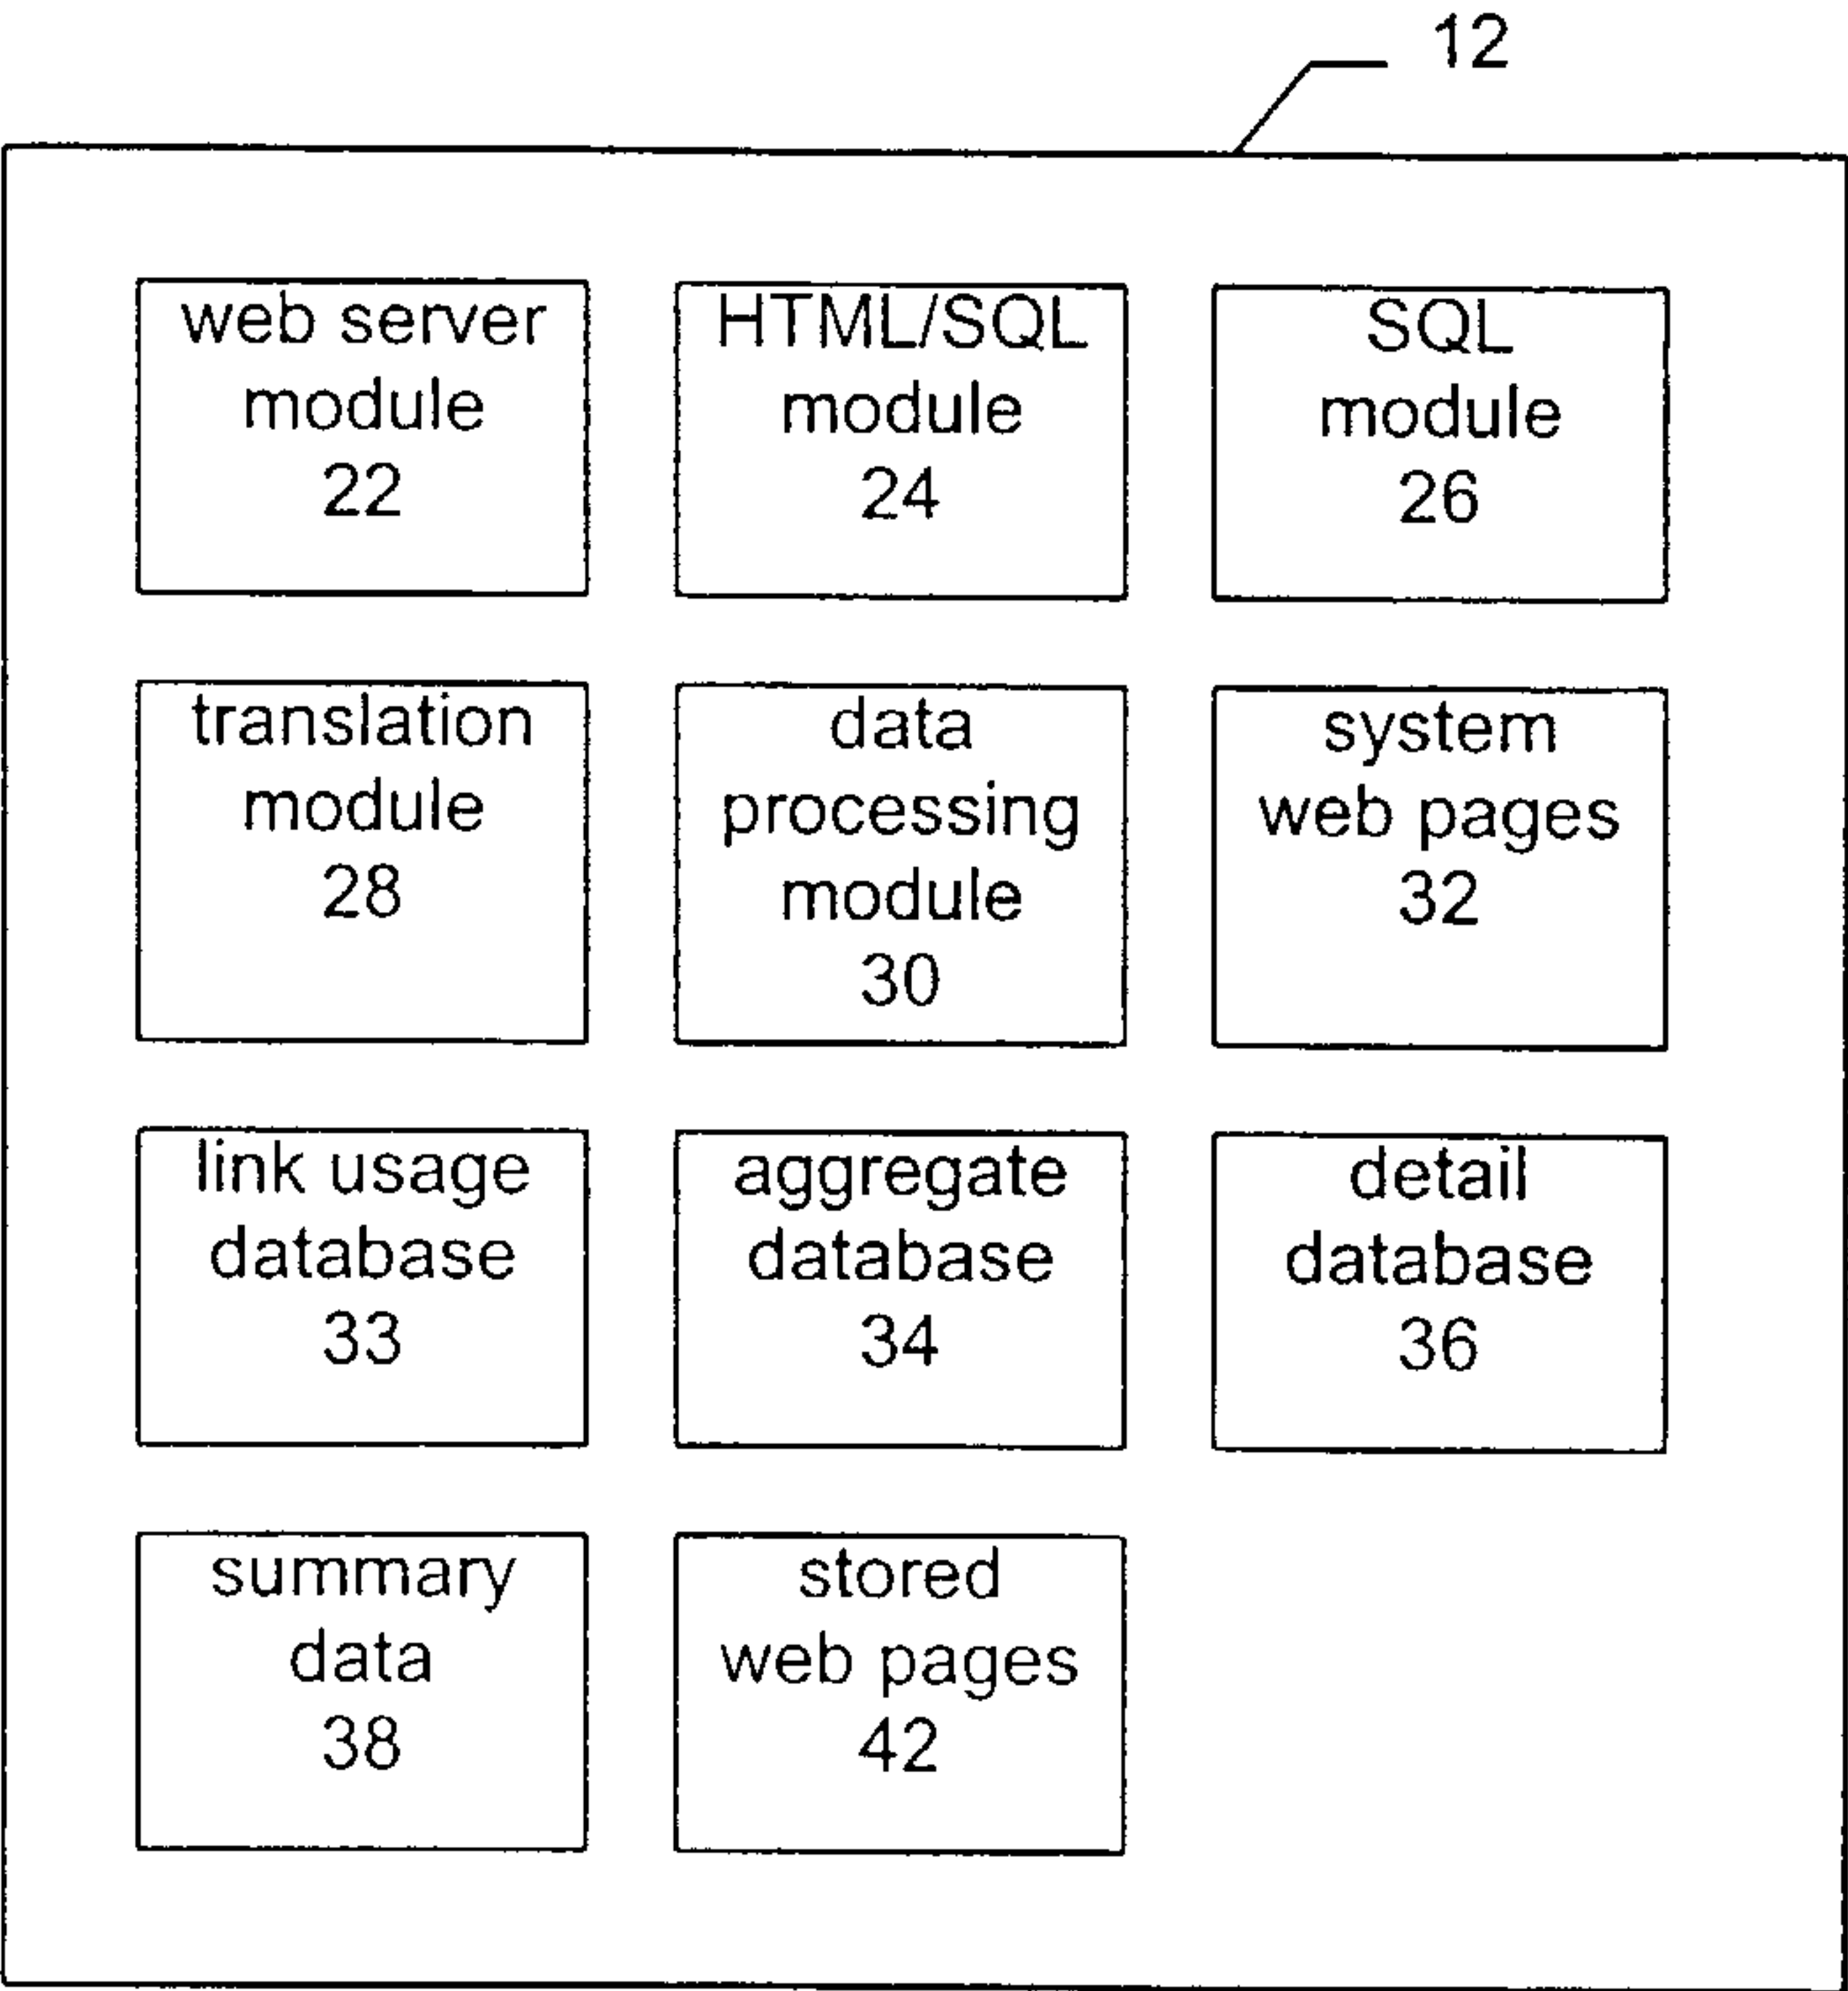 12
web server
module
22
HTML/SQL
module
24
SQL
module
26
translation
module
28
data
processing
module
30
system
web pages
32
link usage
database
33
aggregate
database
34
detail
database
36
summary
data
38
stored
web pages
42